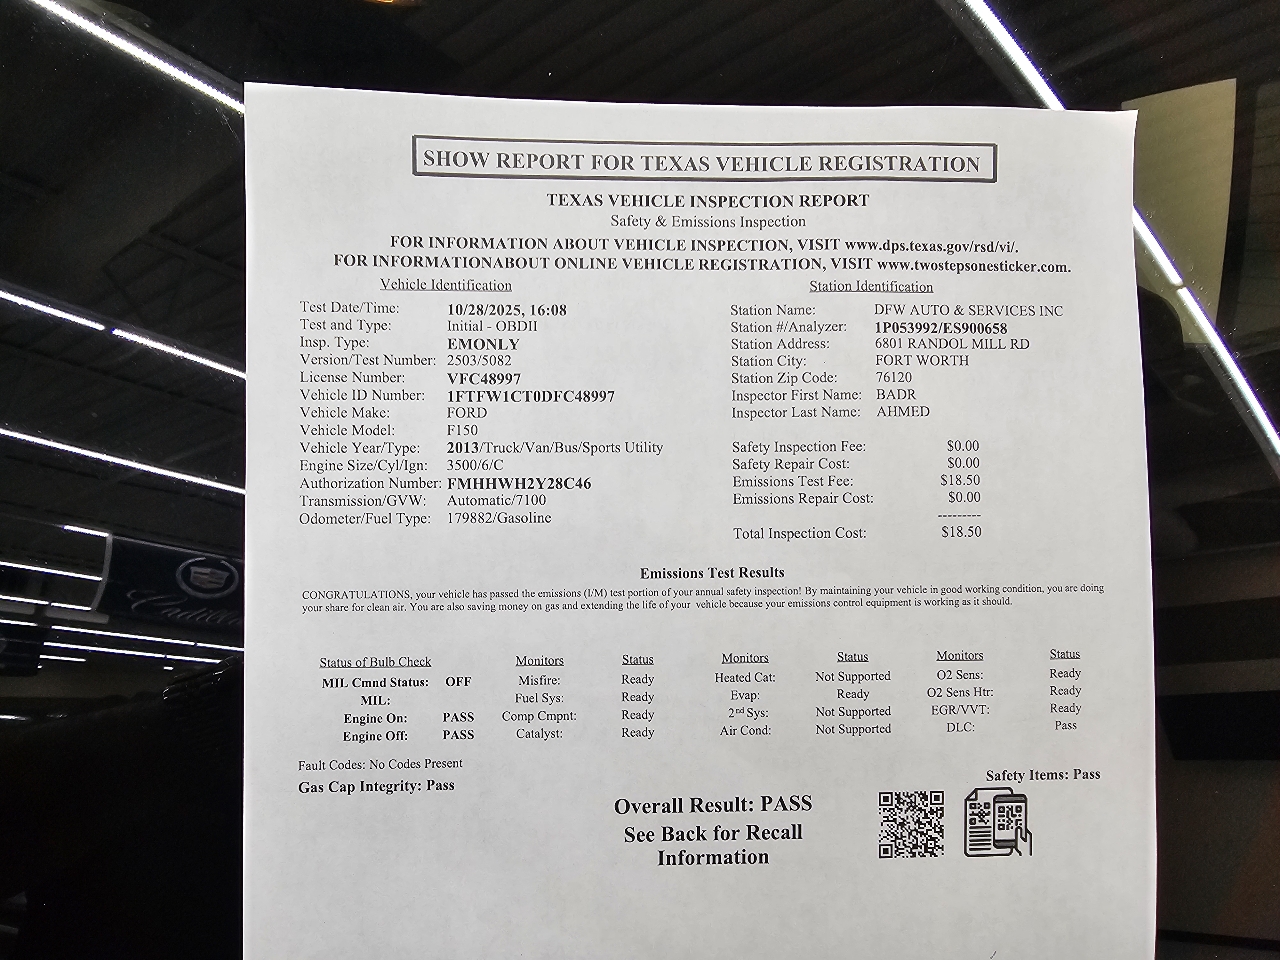 SHOW REPORT FOR TEXAS VEHICLE REGISTRATION
TEXAS VEHICLE INSPECTION REPORT
Safety & Emissions Inspection
FOR INFORMATION ABOUT VEHICLE INSPECTION, VISIT www.dps.texas.gov/rsd/vi/.
FOR INFORMATIONABOUT ONLINE VEHICLE REGISTRATION, VISIT www.twostepsonesticker.com.
Vehicle Identification
Test Date/Time: 10/28/2025, 16:08
Test and Type: Initial - OBDII
Insp. Type: EMONLY
Version/Test Number: 2503/5082
License Number: VFC48997
Vehicle ID Number: 1FTFW1CT0DFC48997
Vehicle Make: FORD
Vehicle Model: F150
Vehicle Year/Type: 2013/Truck/Van/Bus/Sports Utility
Engine Size/Cyl/Ign: 3500/6/C
Authorization Number: FMHHWH2Y28C46
Transmission/GVW: Automatic/7100
Odometer/Fuel Type: 179882/Gasoline
Station Identification
Station Name: DFW AUTO & SERVICES INC
Station #/Analyzer: 1P053992/ES900658
Station Address: 6801 RANDOL MILL RD
Station City: FORT WORTH
Station Zip Code: 76120
Inspector First Name: BADR
Inspector Last Name: AHMED
Safety Inspection Fee: $0.00
Safety Repair Cost: $0.00
Emissions Test Fee: $18.50
Emissions Repair Cost: $0.00
---------
Total Inspection Cost: $18.50
Emissions Test Results
CONGRATULATIONS, your vehicle has passed the emissions (I/M) test portion of your annual safety inspection! By maintaining your vehicle in good working condition, you are doing
your share for clean air. You are also saving money on gas and extending the life of your vehicle because your emissions control equipment is working as it should.
Status of Bulb Check Monitors Status Monitors Status Monitors Status
MIL Cmnd Status: OFF Misfire: Ready Heated Cat: Not Supported O2 Sens: Ready
MIL: Fuel Sys: Ready Evap: Ready O2 Sens Htr: Ready
Engine On: PASS Comp Cmpnt: Ready 2nd Sys: Not Supported EGR/VVT: Ready
Engine Off: PASS Catalyst: Ready Air Cond: Not Supported DLC: Pass
Fault Codes: No Codes Present
Gas Cap Integrity: Pass
Safety Items: Pass
Overall Result: PASS
See Back for Recall
Information
Cadillac